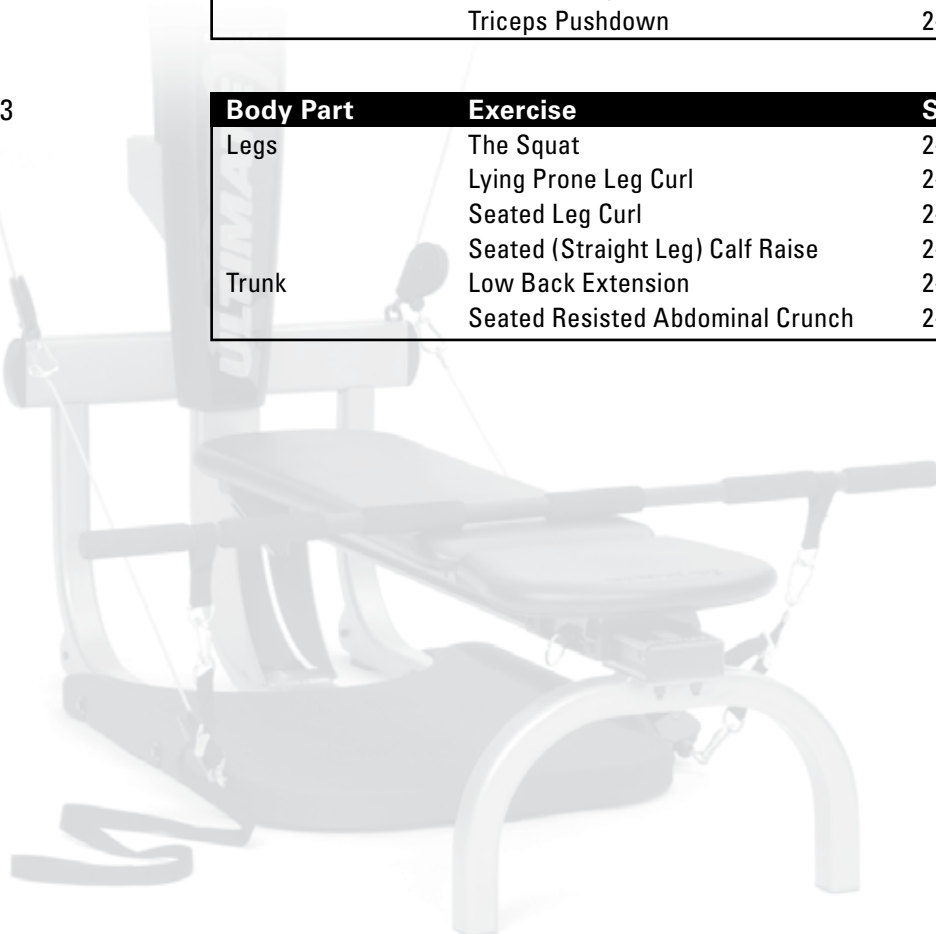 Triceps Pushdown 2
3 Body Part Exercise S
Legs The Squat 2
Lying Prone Leg Curl 2
Seated Leg Curl 2
Seated (Straight Leg) Calf Raise 2
Trunk Low Back Extension 2
Seated Resisted Abdominal Crunch 2
ULTIMATE